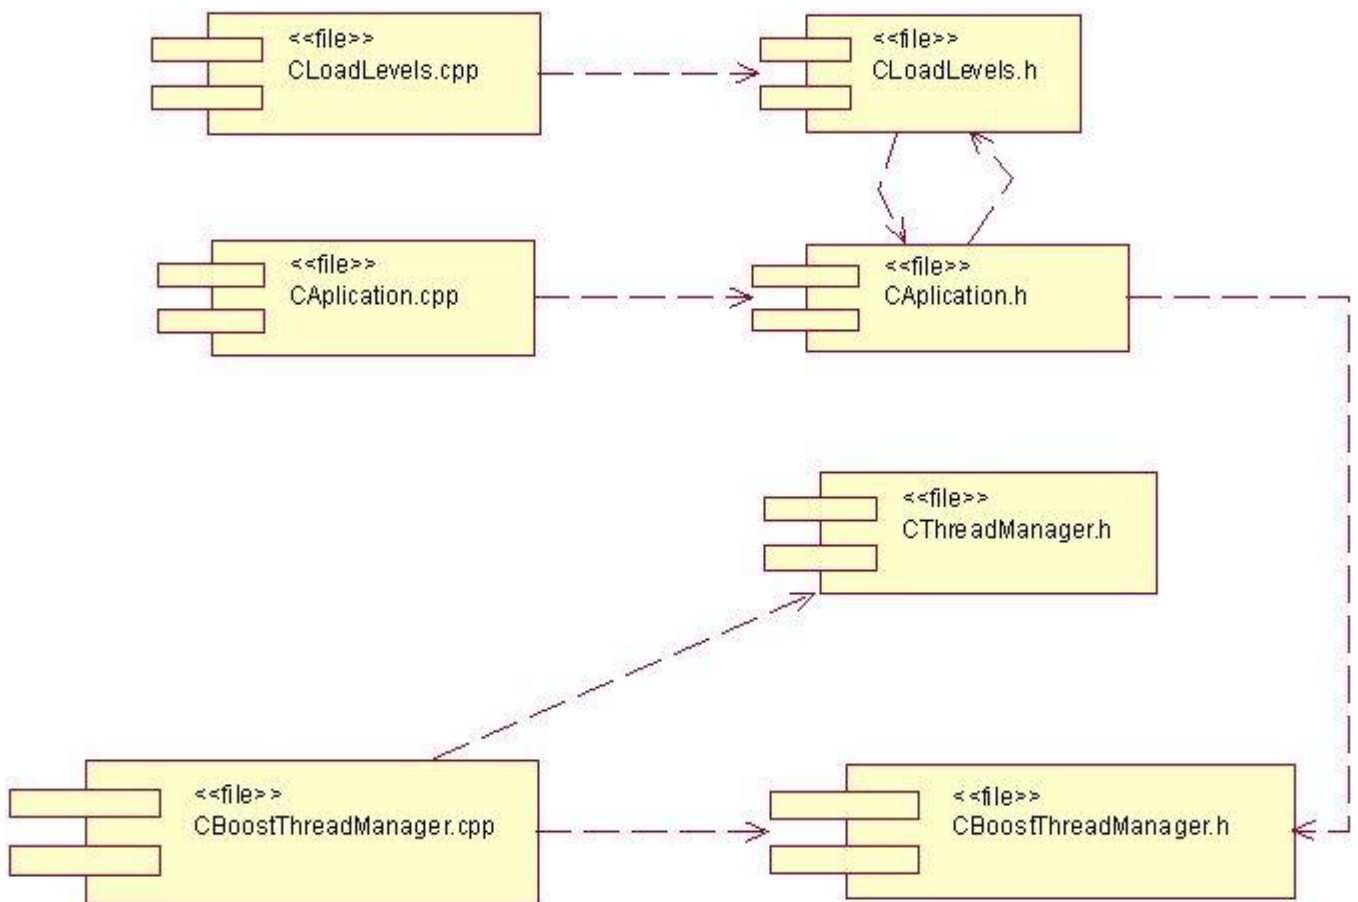 <<file>>
CLoadLevels.cpp
<<file>>
CLoadLevels.h
<<file>>
CAplication.cpp
<<file>>
CAplication.h
<<file>>
CThreadManager.h
<<file>>
CBoostThreadManager.cpp
<<file>>
CBoostThreadManager.h